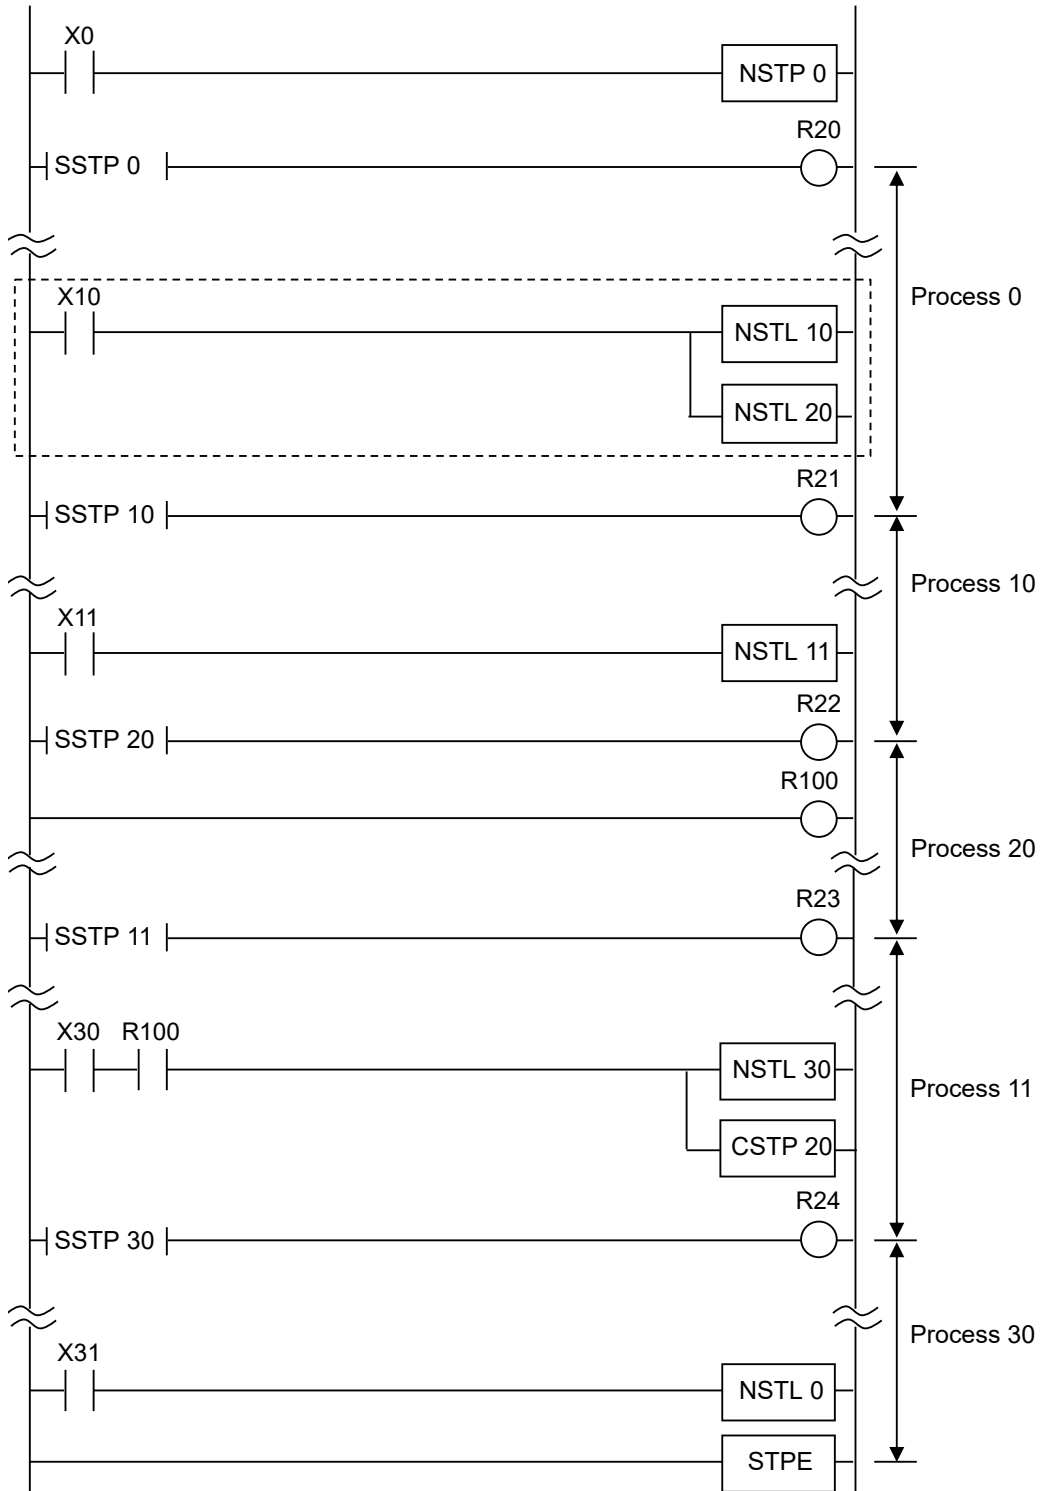 X0
NSTP 0
R20
SSTP 0
Process 0
X10
NSTL 10
NSTL 20
R21
SSTP 10
Process 10
X11
NSTL 11
R22
SSTP 20
R100
Process 20
R23
SSTP 11
X30 R100
NSTL 30
Process 11
CSTP 20
R24
SSTP 30
Process 30
X31
NSTL 0
STPE